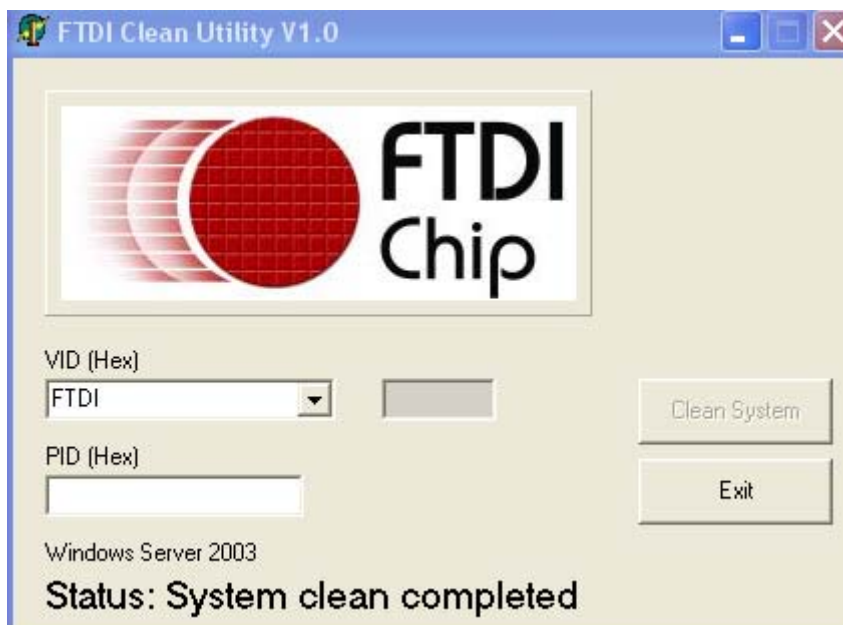 FTDI Clean Utility V1.0
FTDI
Chip
VID (Hex)
FTDI
Clean System
PID (Hex)
Exit
Windows Server 2003
Status: System clean completed